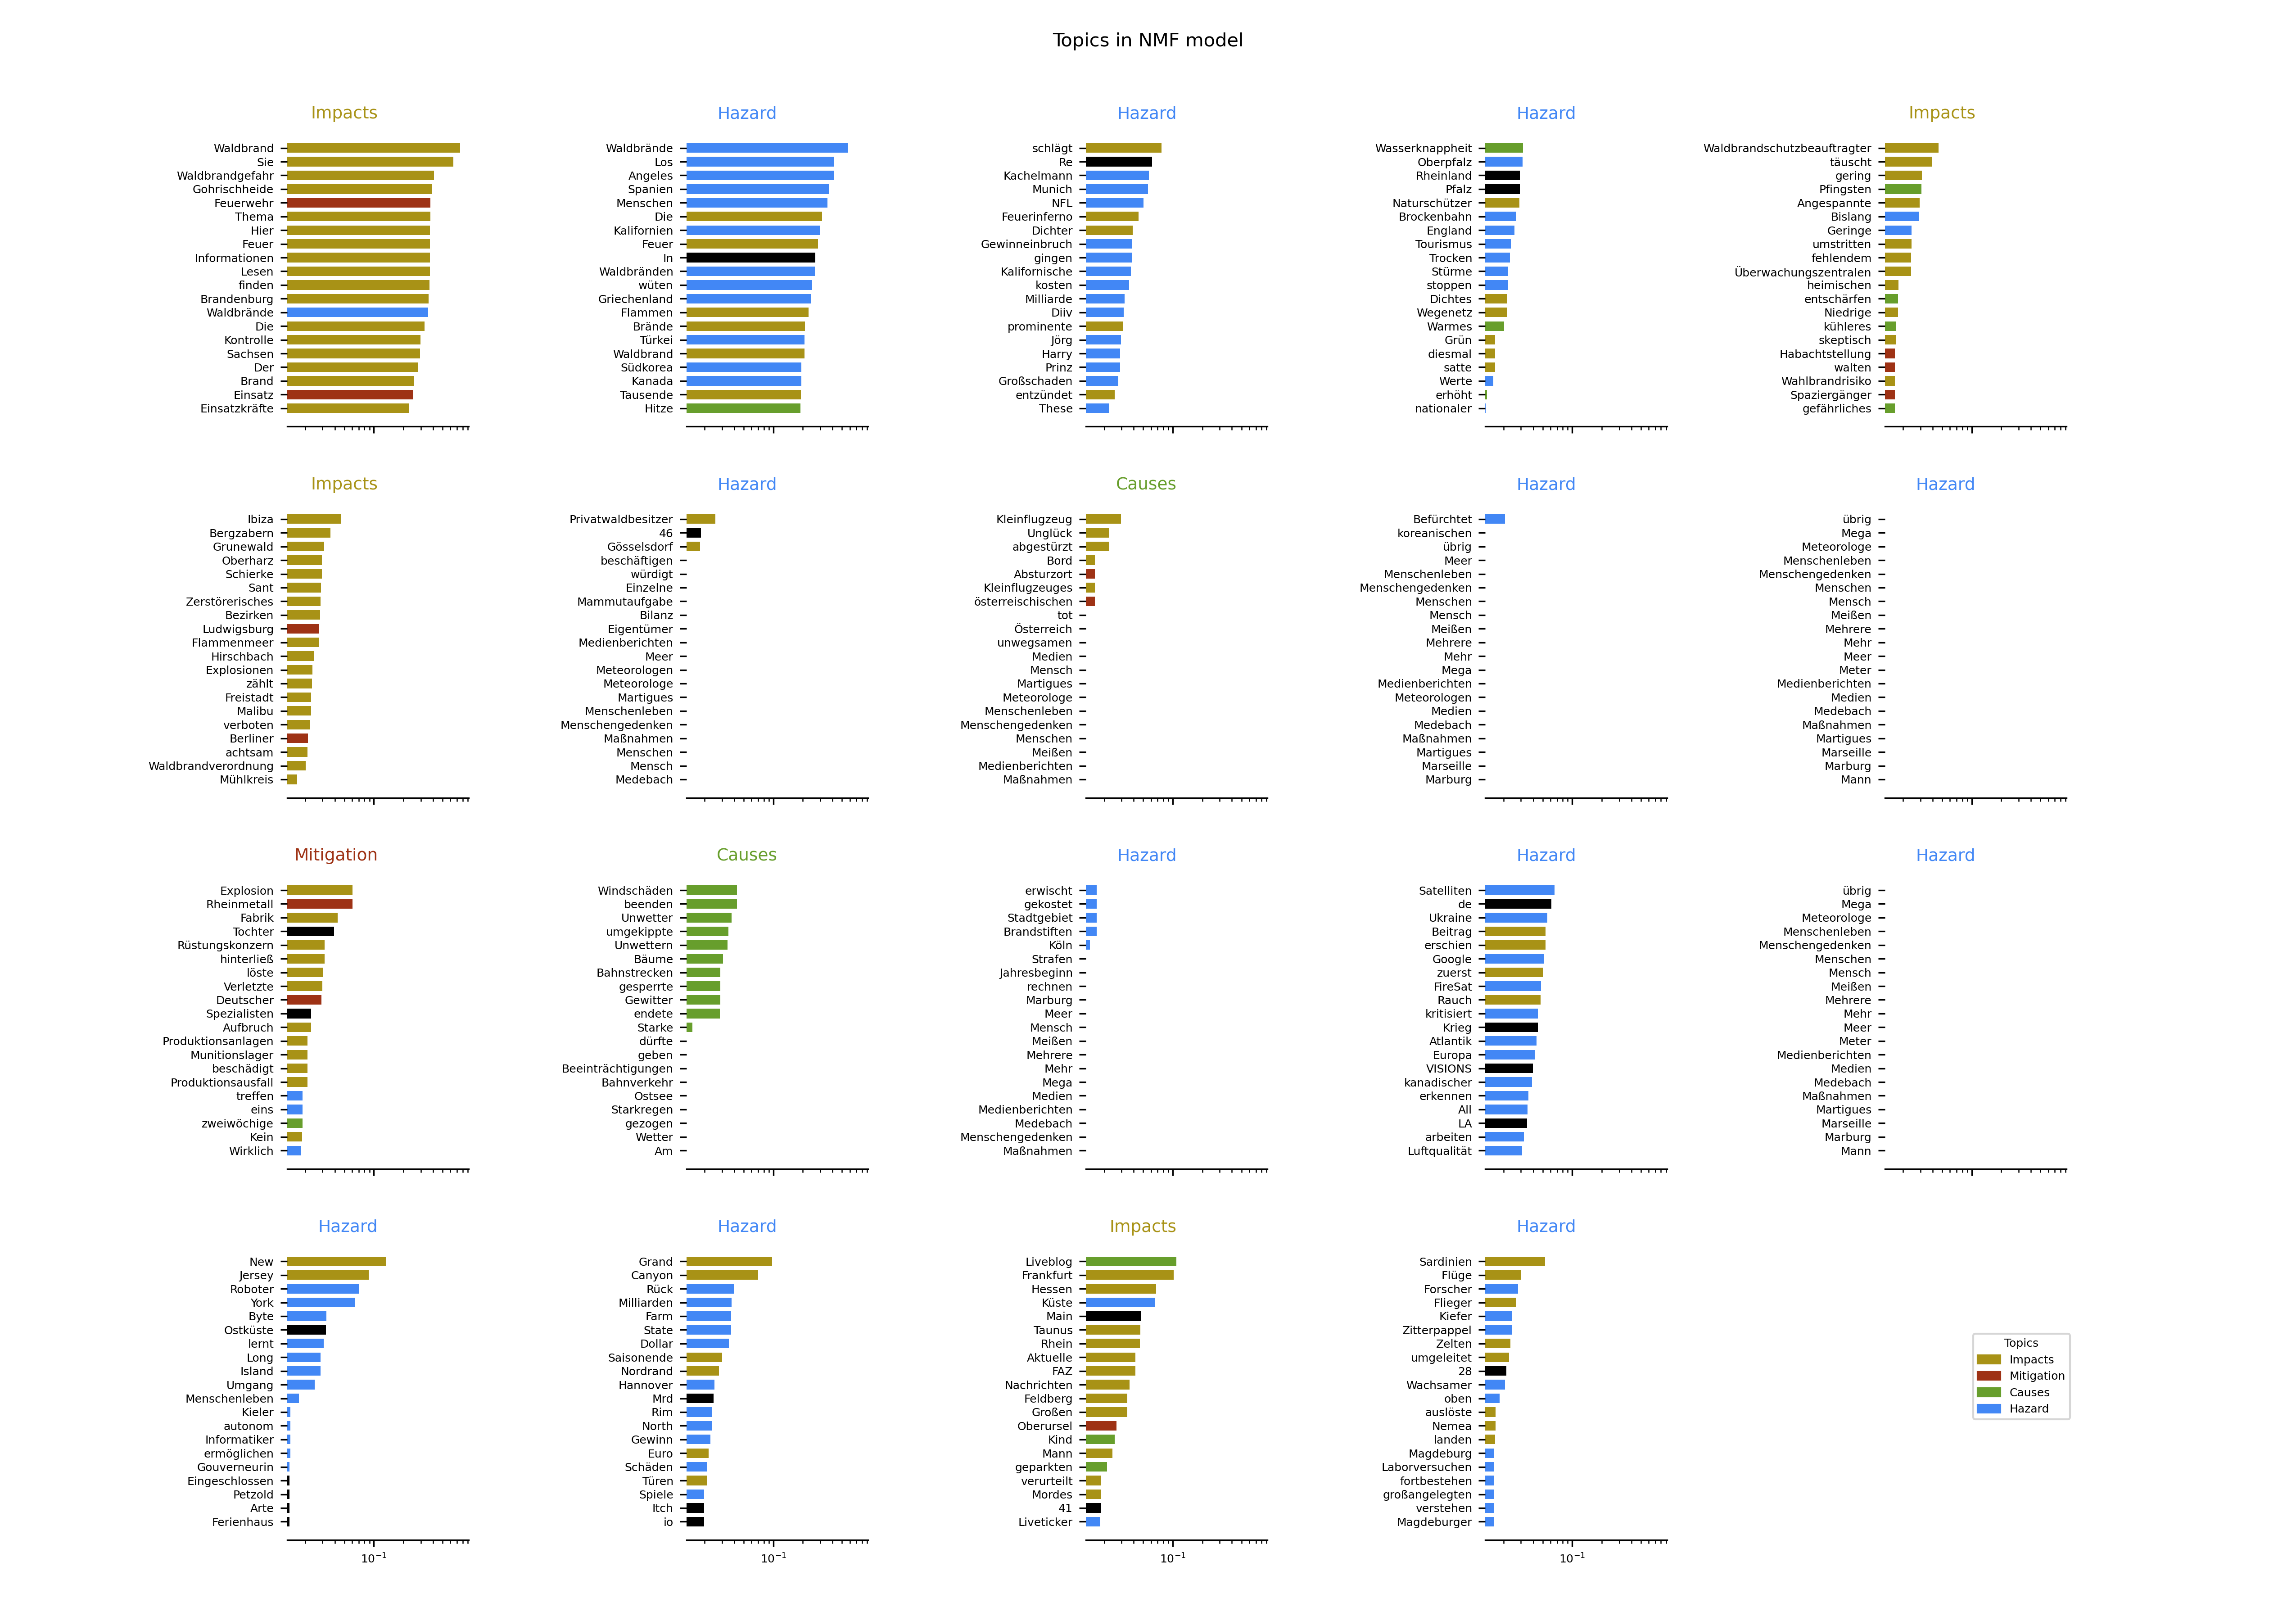 Topics in NMF model
Impacts
Waldbrand
Sie
Waldbrandgefahr
Gohrischheide
Feuerwehr
Thema
Hier
Feuer
Informationen
Lesen
finden
Brandenburg
Waldbrände
Die
Kontrolle
Sachsen
Der
Brand
Einsatz
Einsatzkräfte
Hazard
Waldbrände
Los
Angeles
Spanien
Menschen
Die
Kalifornien
Feuer
In
Waldbränden
wüten
Griechenland
Flammen
Brände
Türkei
Waldbrand
Südkorea
Kanada
Tausende
Hitze
Hazard
schlägt
Re
Kachelmann
Munich
NFL
Feuerinferno
Dichter
Gewinneinbruch
gingen
Kalifornische
kosten
Milliarde
Diiv
prominente
Jörg
Harry
Prinz
Großschaden
entzündet
These
Hazard
Wasserknappheit
Oberpfalz
Rheinland
Pfalz
Naturschützer
Brockenbahn
England
Tourismus
Trocken
Stürme
stoppen
Dichtes
Wegenetz
Warmes
Grün
diesmal
satte
Werte
erhöht
nationaler
Impacts
Waldbrandschutzbeauftragter
täuscht
gering
Pfingsten
Angespannte
Bislang
Geringe
umstritten
fehlendem
Überwachungszentralen
heimischen
entschärfen
Niedrige
kühleres
skeptisch
Habachtstellung
walten
Wahlbrandrisiko
Spaziergänger
gefährliches
Impacts
Ibiza
Bergzabern
Grunewald
Oberharz
Schierke
Sant
Zerstörerisches
Bezirken
Ludwigsburg
Flammenmeer
Hirschbach
Explosionen
zählt
Freistadt
Malibu
verboten
Berliner
achtsam
Waldbrandverordnung
Mühlkreis
Hazard
Privatwaldbesitzer
46
Gösselsdorf
beschäftigen
würdigt
Einzelne
Mammutaufgabe
Bilanz
Eigentümer
Medienberichten
Meer
Meteorologen
Meteorologe
Martigues
Menschenleben
Menschengedenken
Maßnahmen
Menschen
Mensch
Medebach
Causes
Kleinflugzeug
Unglück
abgestürzt
Bord
Absturzort
Kleinflugzeuges
österreischischen
tot
Österreich
unwegsamen
Medien
Mensch
Martigues
Meteorologe
Menschenleben
Menschengedenken
Menschen
Meißen
Medienberichten
Maßnahmen
Hazard
Befürchtet
koreanischen
übrig
Meer
Menschenleben
Menschengedenken
Menschen
Mensch
Meißen
Mehrere
Mehr
Mega
Medienberichten
Meteorologen
Medien
Medebach
Maßnahmen
Martigues
Marseille
Marburg
Hazard
übrig
Mega
Meteorologe
Menschenleben
Menschengedenken
Menschen
Mensch
Meißen
Mehrere
Mehr
Meer
Meter
Medienberichten
Medien
Medebach
Maßnahmen
Martigues
Marseille
Marburg
Mann
Mitigation
Explosion
Rheinmetall
Fabrik
Tochter
Rüstungskonzern
hinterließ
löste
Verletzte
Deutscher
Spezialisten
Aufbruch
Produktionsanlagen
Munitionslager
beschädigt
Produktionsausfall
treffen
eins
zweiwöchige
Kein
Wirklich
Causes
Windschäden
beenden
Unwetter
umgekippte
Unwettern
Bäume
Bahnstrecken
gesperrte
Gewitter
endete
Starke
dürfte
geben
Beeinträchtigungen
Bahnverkehr
Ostsee
Starkregen
gezogen
Wetter
Am
Hazard
erwischt
gekostet
Stadtgebiet
Brandstiften
Köln
Strafen
Jahresbeginn
rechnen
Marburg
Meer
Mensch
Meißen
Mehrere
Mehr
Mega
Medien
Medienberichten
Medebach
Menschengedenken
Maßnahmen
Hazard
Satelliten
de
Ukraine
Beitrag
erschien
Google
zuerst
FireSat
Rauch
kritisiert
Krieg
Atlantik
Europa
VISIONS
kanadischer
erkennen
All
LA
arbeiten
Luftqualität
Hazard
übrig
Mega
Meteorologe
Menschenleben
Menschengedenken
Menschen
Mensch
Meißen
Mehrere
Mehr
Meer
Meter
Medienberichten
Medien
Medebach
Maßnahmen
Martigues
Marseille
Marburg
Mann
Hazard
New
Jersey
Roboter
York
Byte
Ostküste
lernt
Long
Island
Umgang
Menschenleben
Kieler
autonom
Informatiker
ermöglichen
Gouverneurin
Eingeschlossen
Petzold
Arte
Ferienhaus
10⁻¹
Hazard
Grand
Canyon
Rück
Milliarden
Farm
State
Dollar
Saisonende
Nordrand
Hannover
Mrd
Rim
North
Gewinn
Euro
Schäden
Türen
Spiele
Itch
io
10⁻¹
Impacts
Liveblog
Frankfurt
Hessen
Küste
Main
Taunus
Rhein
Aktuelle
FAZ
Nachrichten
Feldberg
Großen
Oberursel
Kind
Mann
geparkten
verurteilt
Mordes
41
Liveticker
10⁻¹
Hazard
Sardinien
Flüge
Forscher
Flieger
Kiefer
Zitterpappel
Zelten
umgeleitet
28
Wachsamer
oben
auslöste
Nemea
landen
Magdeburg
Laborversuchen
fortbestehen
großangelegten
verstehen
Magdeburger
10⁻¹
Topics
Impacts
Mitigation
Causes
Hazard